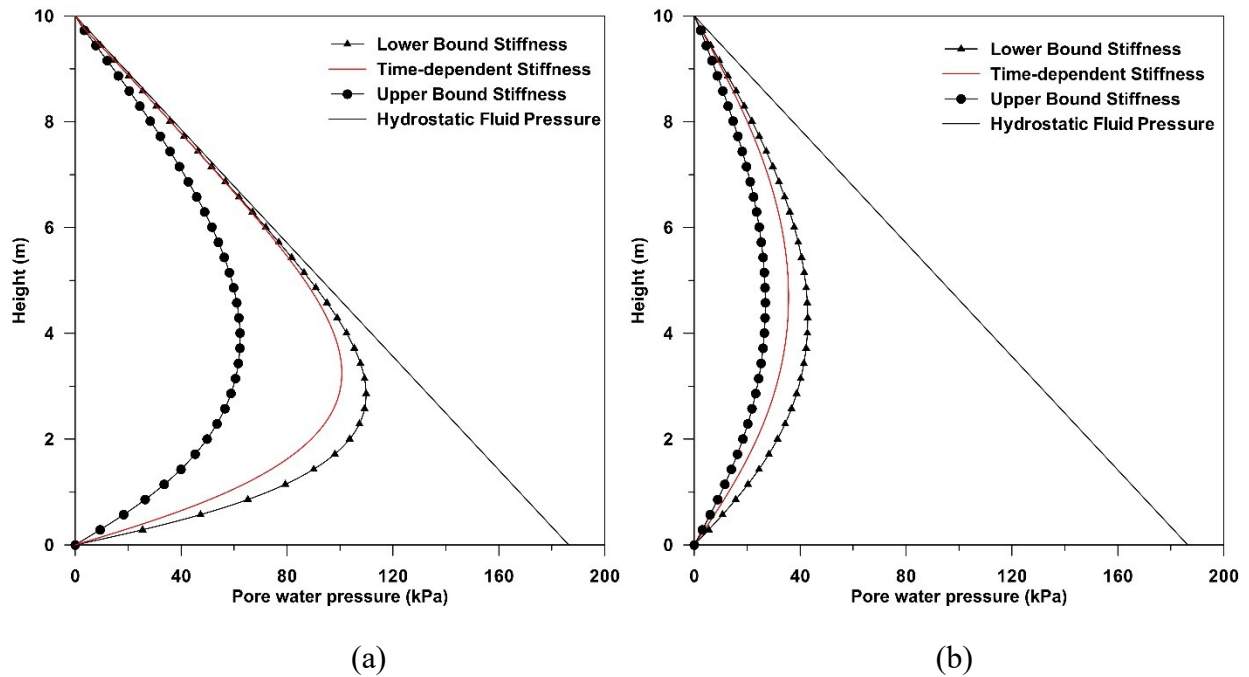 10
8
6
4
2
0
Height (m)
Lower Bound Stiffness
Time-dependent Stiffness
Upper Bound Stiffness
Hydrostatic Fluid Pressure
0 40 80 120 160 200
Pore water pressure (kPa)
(a)
10
8
6
4
2
0
Height (m)
Lower Bound Stiffness
Time-dependent Stiffness
Upper Bound Stiffness
Hydrostatic Fluid Pressure
0 40 80 120 160 200
Pore water pressure (kPa)
(b)